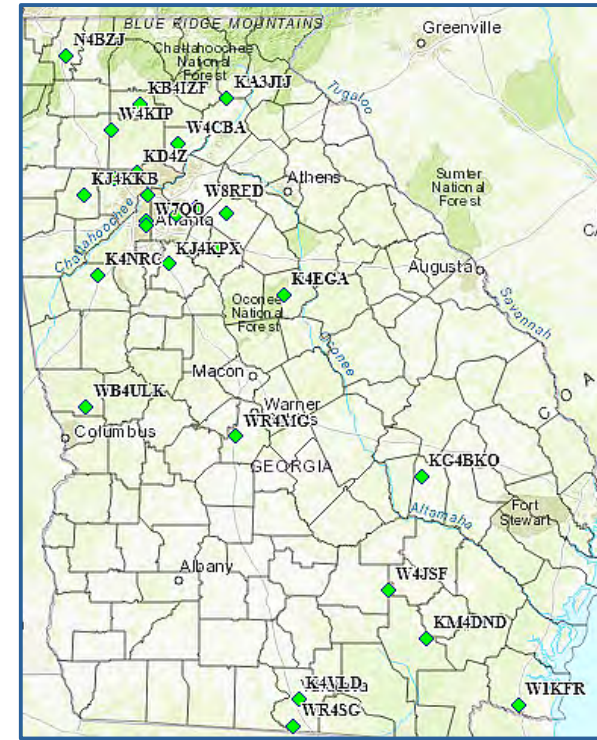 BLUE RIDGE MOUNTAINS
Greenville
N4BZJ
Chattahoochee
National
Forest
KB4IZF
KA3JIJ
Tugaloo
W4KIP
W4CBA
KD4Z
Athens
Sumter
National
Forest
KJ4KKB
W8RED
W7QO
Atlanta
Chattahoochee
KJ4KPX
K4NRC
Augusta
K4EGA
Savannah
Oconee
National
Forest
Oconee
Macon
COA
WB4ULK
Warner
WR4MG
Columbus
GEORGIA
KG4BKO
Fort
Stewart
Altamaha
Albany
W4JSF
KM4DND
K4VLD
W1KFR
WR4SG